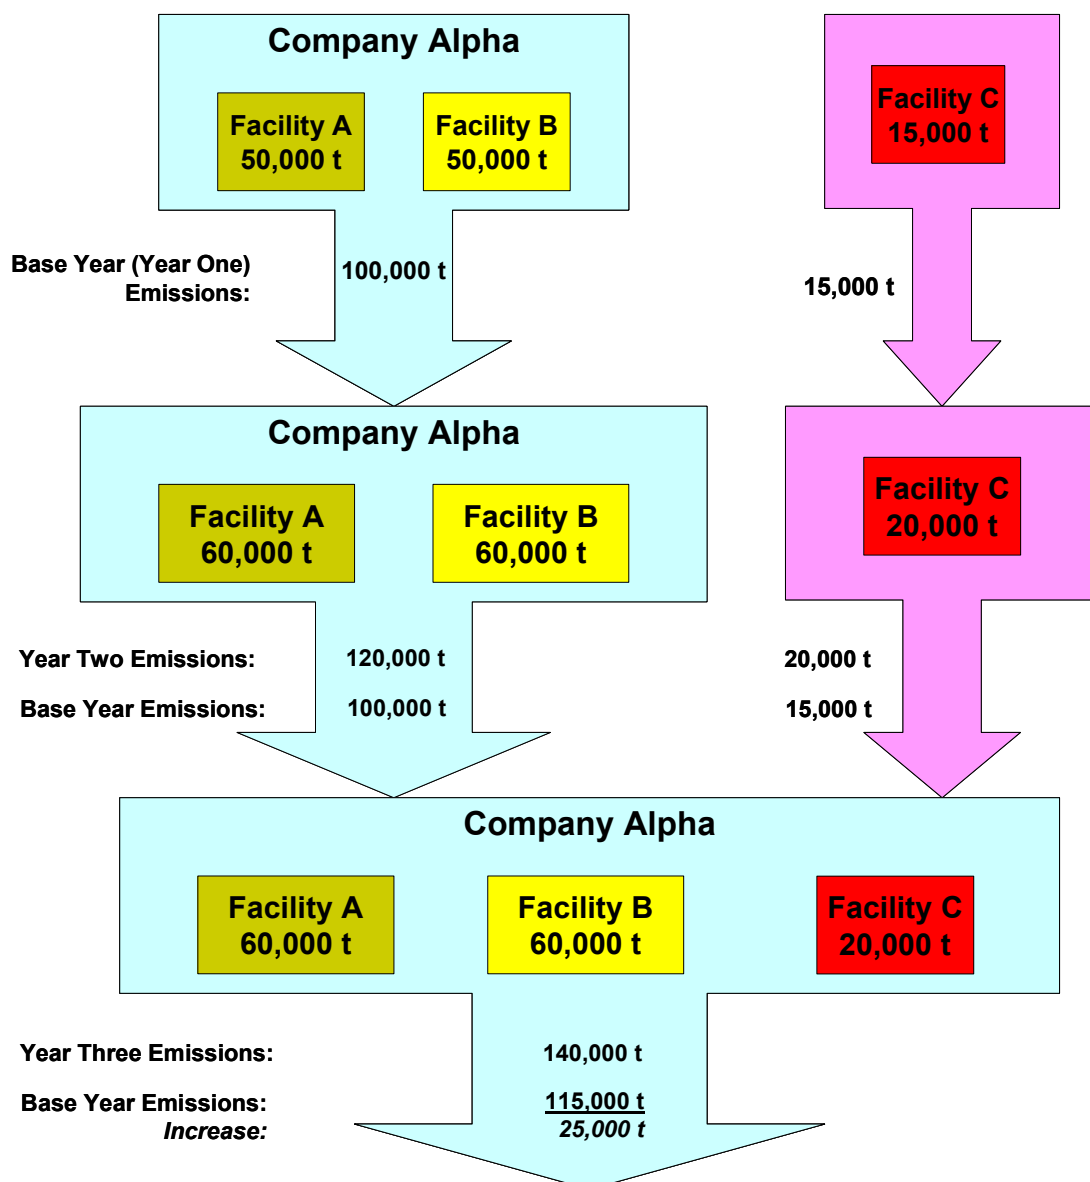 Company Alpha
Facility A
50,000 t
Facility B
50,000 t
Facility C
15,000 t
Base Year (Year One)
Emissions:
100,000 t
15,000 t
Company Alpha
Facility A
60,000 t
Facility B
60,000 t
Facility C
20,000 t
Year Two Emissions:
120,000 t
20,000 t
Base Year Emissions:
100,000 t
15,000 t
Company Alpha
Facility A
60,000 t
Facility B
60,000 t
Facility C
20,000 t
Year Three Emissions:
140,000 t
Base Year Emissions:
115,000 t
Increase:
25,000 t